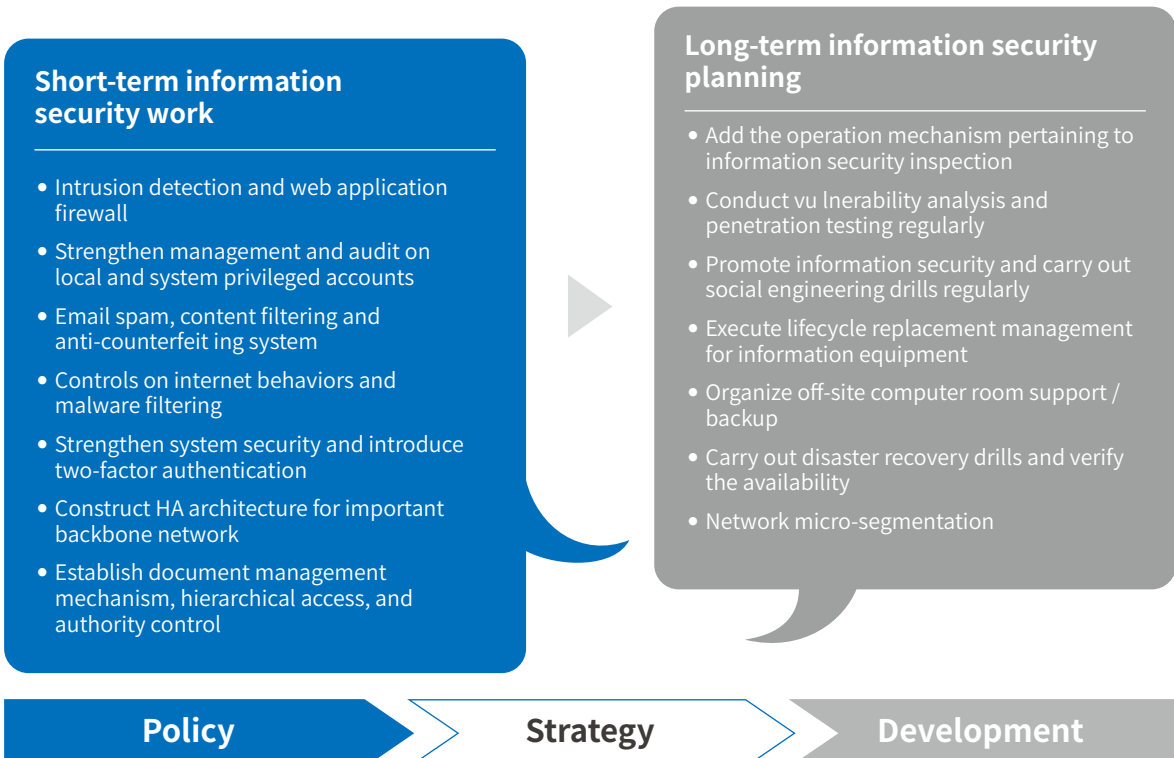 Short-term information
security work
• Intrusion detection and web application
firewall
• Strengthen management and audit on
local and system privileged accounts
• Email spam, content filtering and
anti-counterfeit ing system
• Controls on internet behaviors and
malware filtering
• Strengthen system security and introduce
two-factor authentication
• Construct HA architecture for important
backbone network
• Establish document management
mechanism, hierarchical access, and
authority control
Long-term information security
planning
• Add the operation mechanism pertaining to
information security inspection
• Conduct vu lnerability analysis and
penetration testing regularly
• Promote information security and carry out
social engineering drills regularly
• Execute lifecycle replacement management
for information equipment
• Organize off-site computer room support /
backup
• Carry out disaster recovery drills and verify
the availability
• Network micro-segmentation
Policy
Strategy
Development